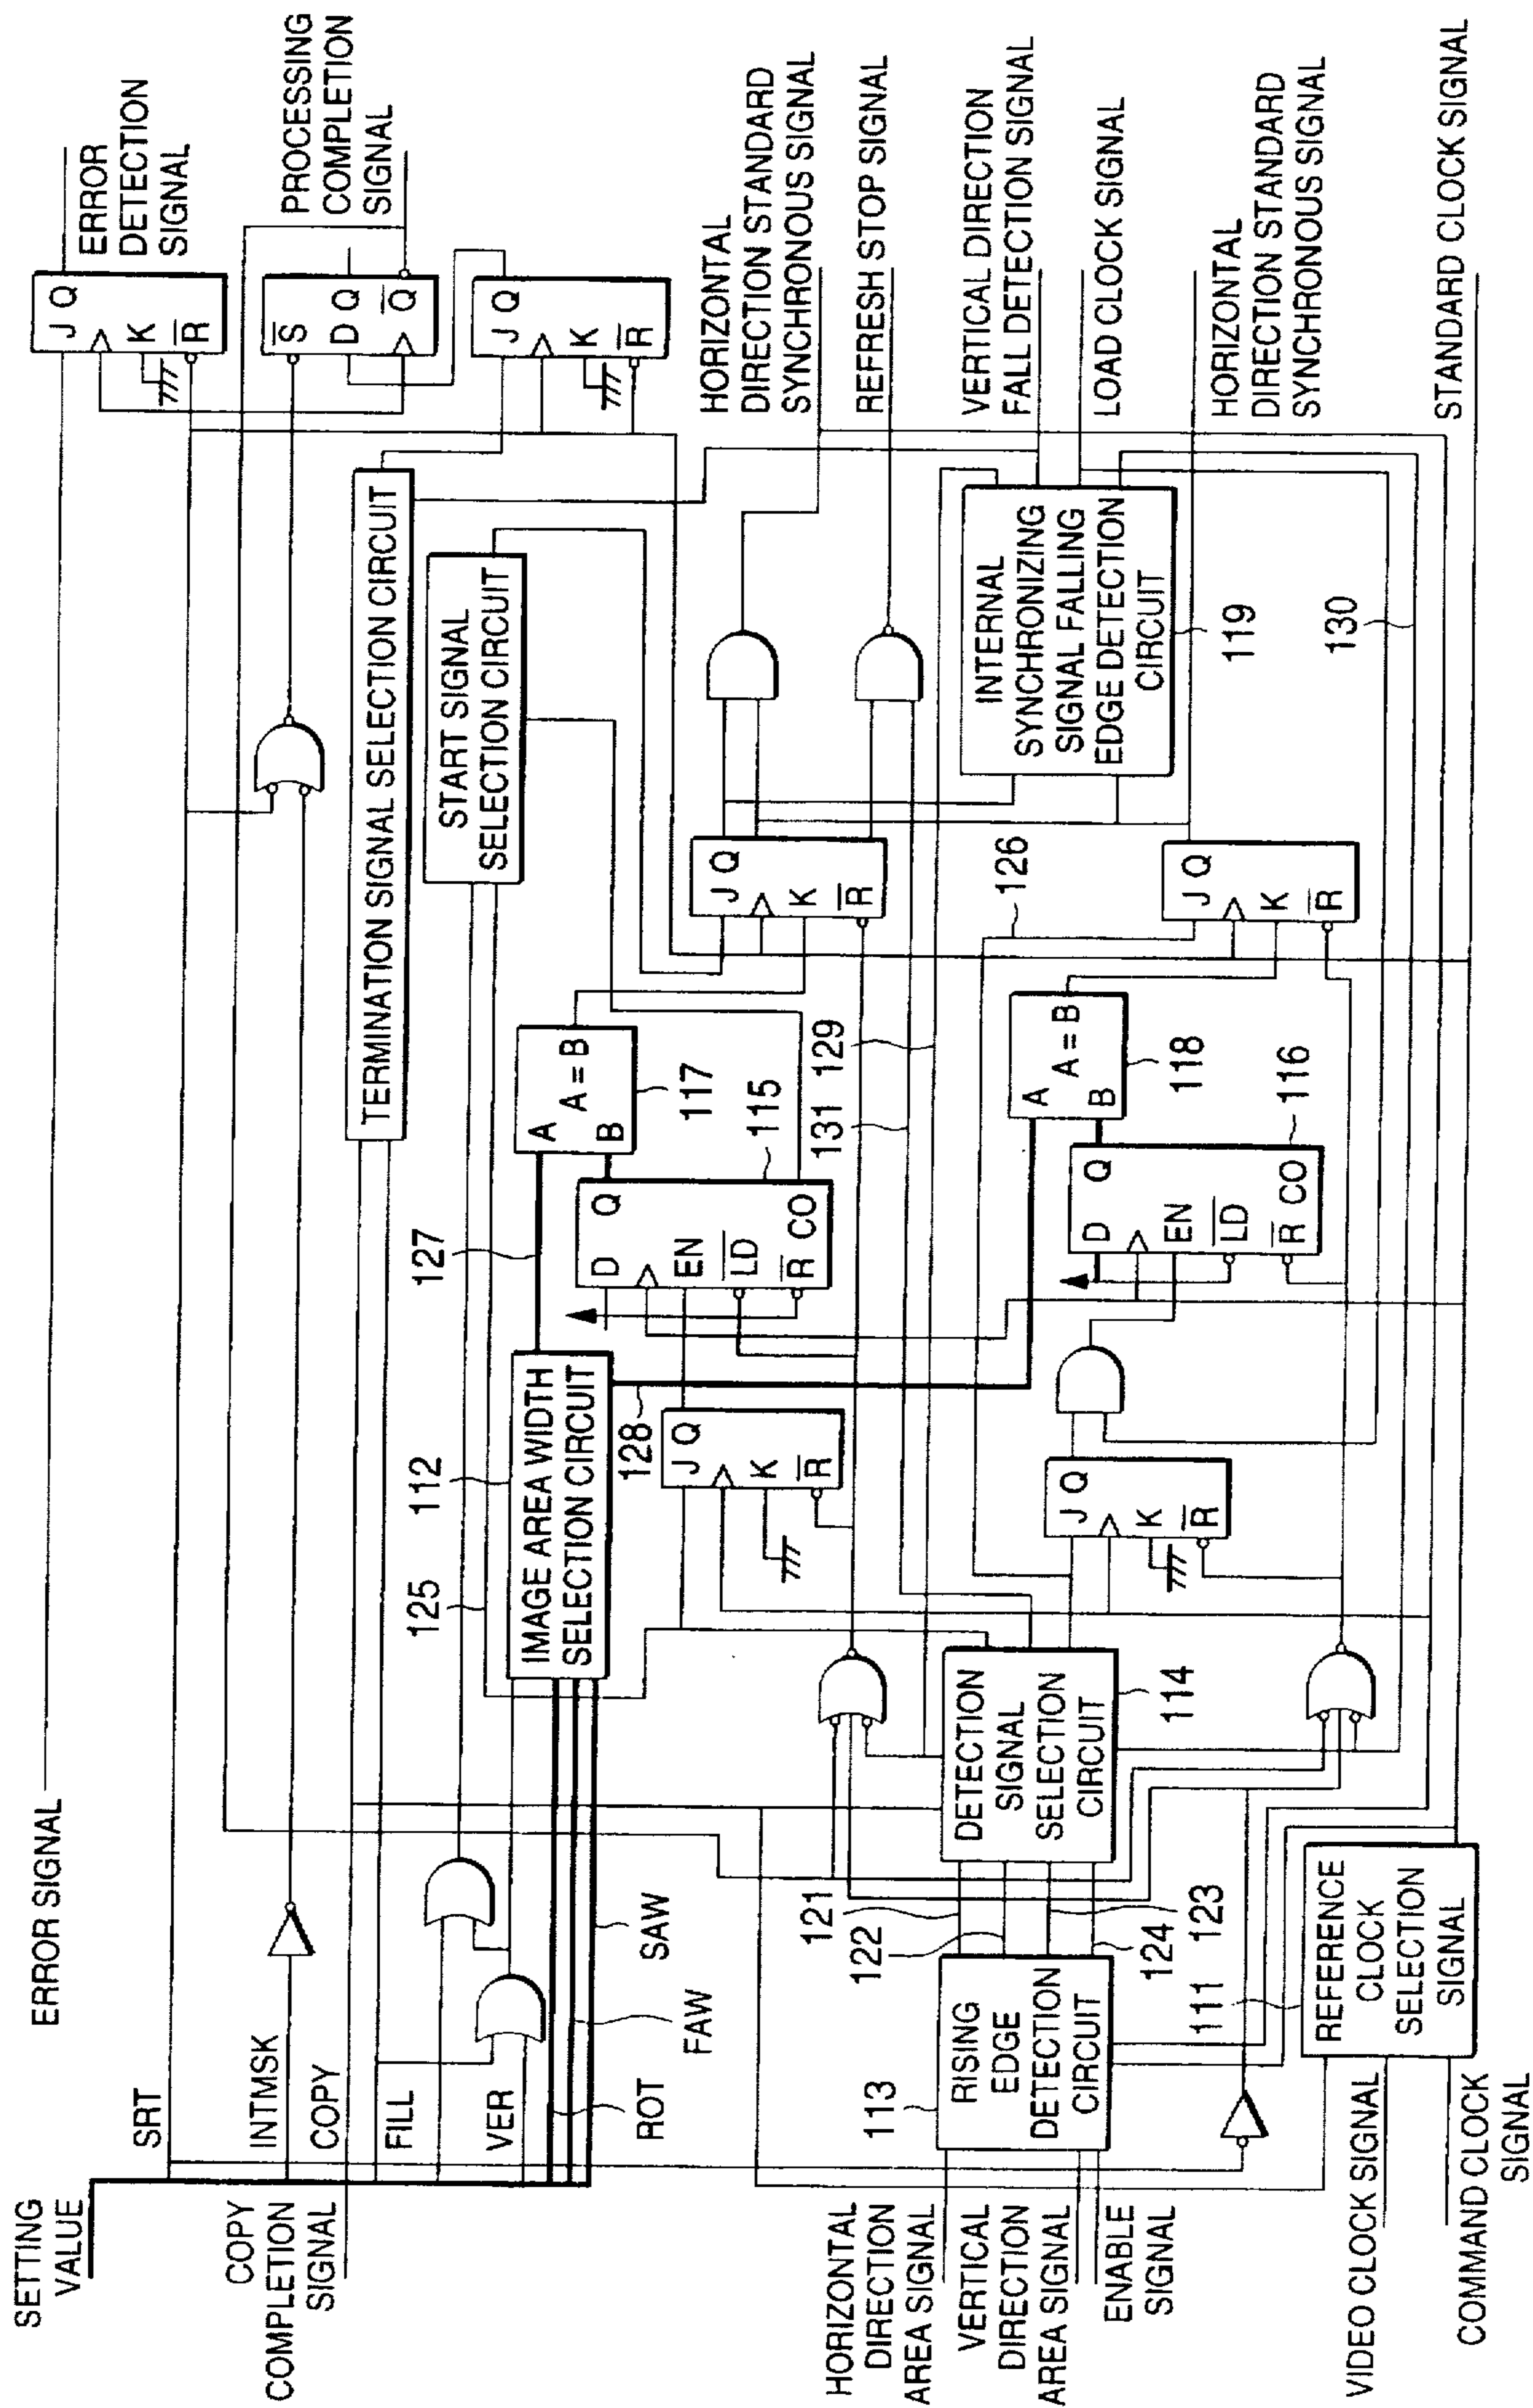 SETTING
VALUE
ERROR SIGNAL
SRT
INTMSK
COPY
COPY
COMPLETION
SIGNAL
FILL
VER
ROT
FAW
SAW
ERROR
DETECTION
SIGNAL
PROCESSING
COMPLETION
SIGNAL
J Q
K
R
S
D Q
Q
J Q
K
R
TERMINATION SIGNAL SELECTION CIRCUIT
START SIGNAL
SELECTION CIRCUIT
125
112
IMAGE AREA WIDTH
SELECTION CIRCUIT
127
128
A
A = B
B
117
D Q
EN
LD
R CO
115
J Q
K
R
J Q
K
R
HORIZONTAL
DIRECTION STANDARD
SYNCHRONOUS SIGNAL
REFRESH STOP SIGNAL
131
129
126
HORIZONTAL
DIRECTION
AREA SIGNAL
VERTICAL
DIRECTION
AREA SIGNAL
ENABLE
SIGNAL
113
RISING
EDGE
DETECTION
CIRCUIT
121
122
123
124
DETECTION
SIGNAL
SELECTION
CIRCUIT
114
J Q
K
R
A
A = B
B
118
D Q
EN
LD
R CO
116
J Q
K
R
INTERNAL
SYNCHRONIZING
SIGNAL FALLING
EDGE DETECTION
CIRCUIT
119
130
VERTICAL DIRECTION
FALL DETECTION SIGNAL
LOAD CLOCK SIGNAL
HORIZONTAL
DIRECTION STANDARD
SYNCHRONOUS SIGNAL
STANDARD CLOCK SIGNAL
111
REFERENCE
CLOCK
SELECTION
SIGNAL
VIDEO CLOCK SIGNAL
COMMAND CLOCK
SIGNAL